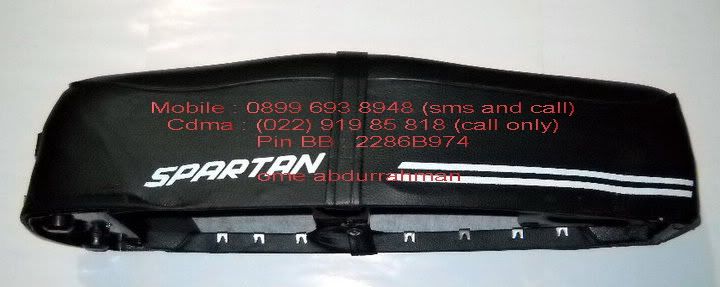 Mobile : 0899 693 8948 (sms and call)
Cdma : (022) 919 85 818 (call only)
Pin BB : 2286B974
SPARTAN
ome abdurrahman